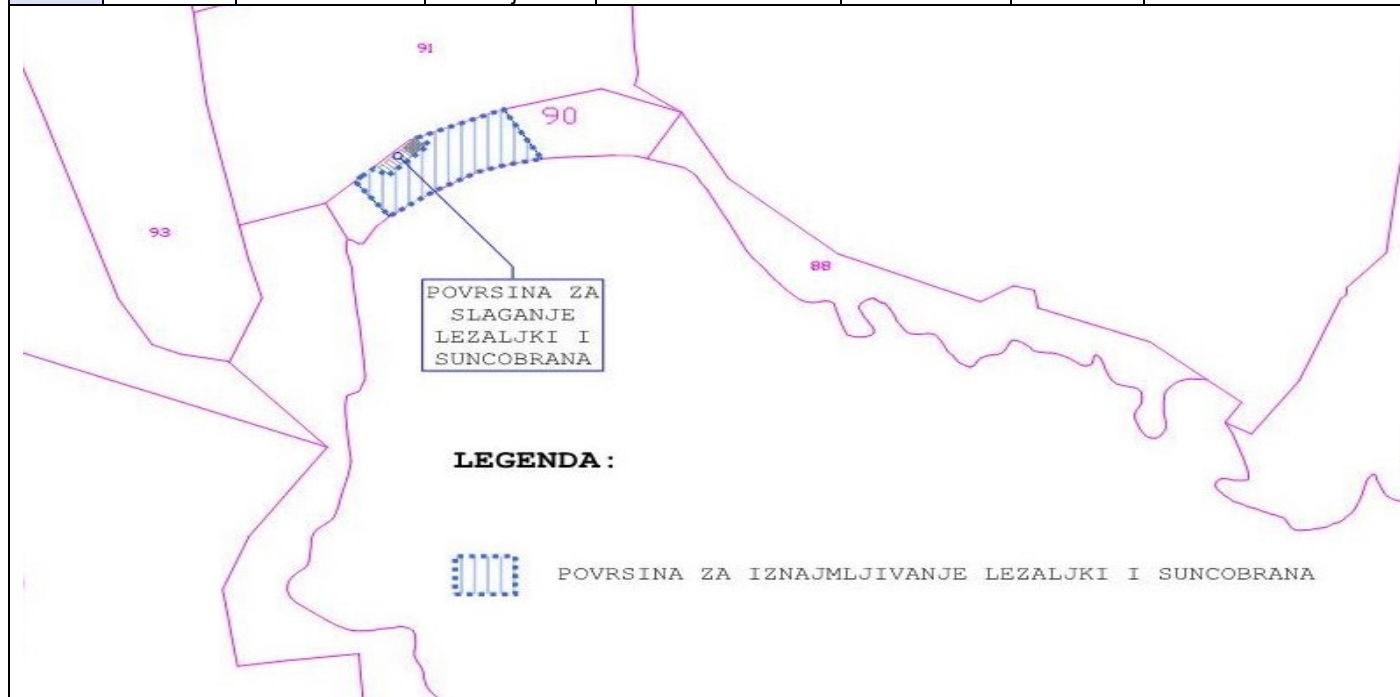 91
90
93
88
POVRSINA ZA
SLAGANJE
LEZALJKI I
SUNCOBRANA
LEGENDA:
POVRSINA ZA IZNAJMLJIVANJE LEZALJKI I SUNCOBRANA